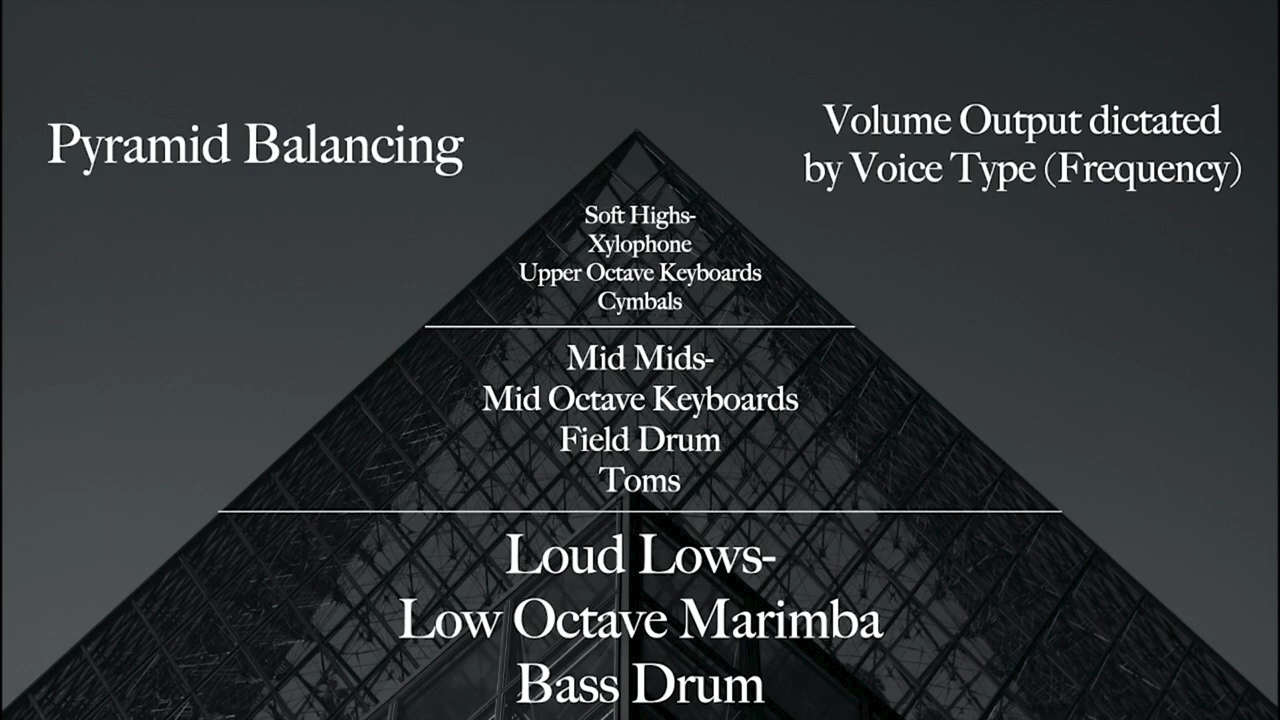 Pyramid Balancing
Volume Output dictated
by Voice Type (Frequency)
Soft Highs-
Xylophone
Upper Octave Keyboards
Cymbals
Mid Mids-
Mid Octave Keyboards
Field Drum
Toms
Loud Lows-
Low Octave Marimba
Bass Drum